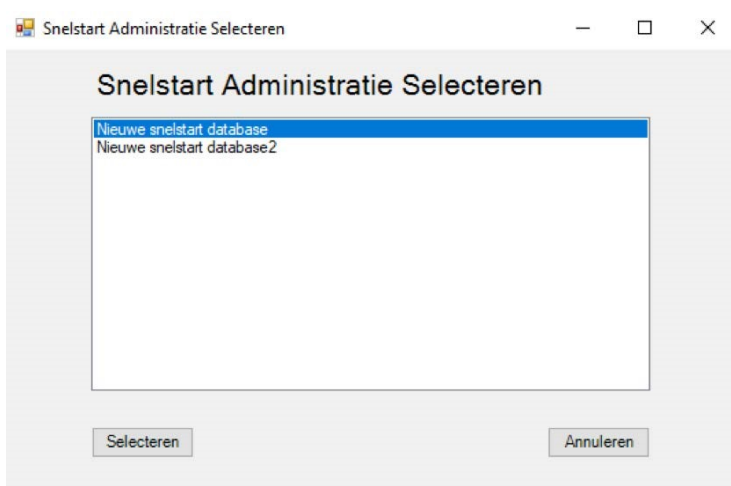 Snelstart Administratie Selecteren
Snelstart Administratie Selecteren
Nieuwe snelstart database
Nieuwe snelstart database2
Selecteren
Annuleren